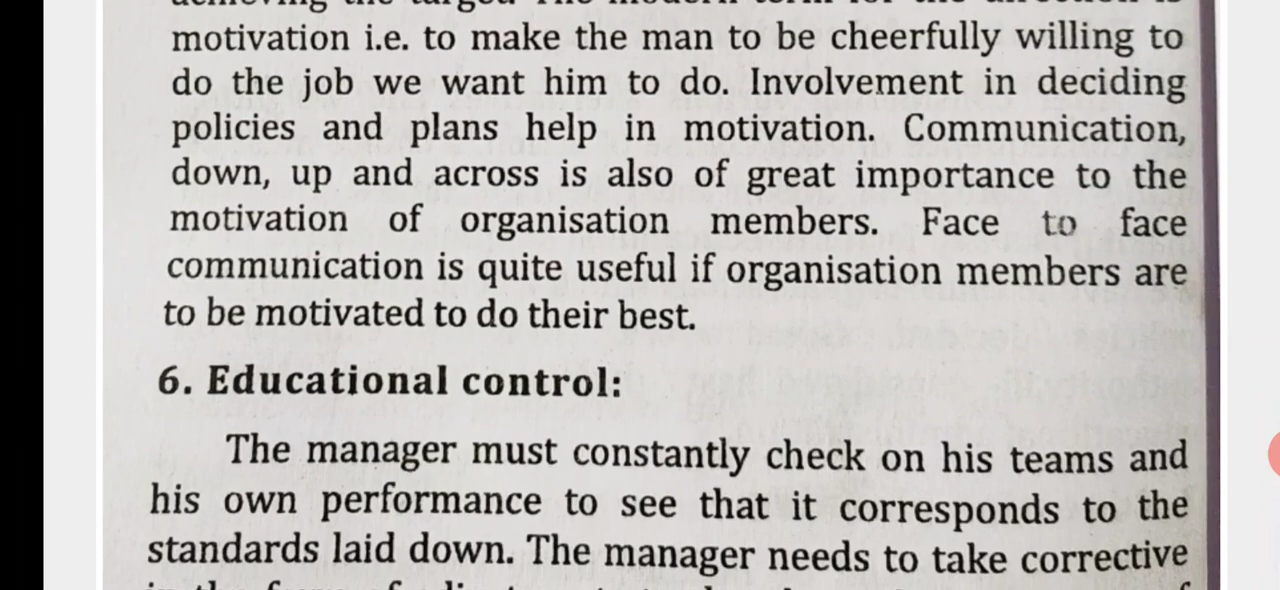 motivation i.e. to make the man to be cheerfully willing to
do the job we want him to do. Involvement in deciding
policies and plans help in motivation. Communication,
down, up and across is also of great importance to the
motivation of organisation members. Face to face
communication is quite useful if organisation members are
to be motivated to do their best.
6. Educational control:
The manager must constantly check on his teams and
his own performance to see that it corresponds to the
standards laid down. The manager needs to take corrective